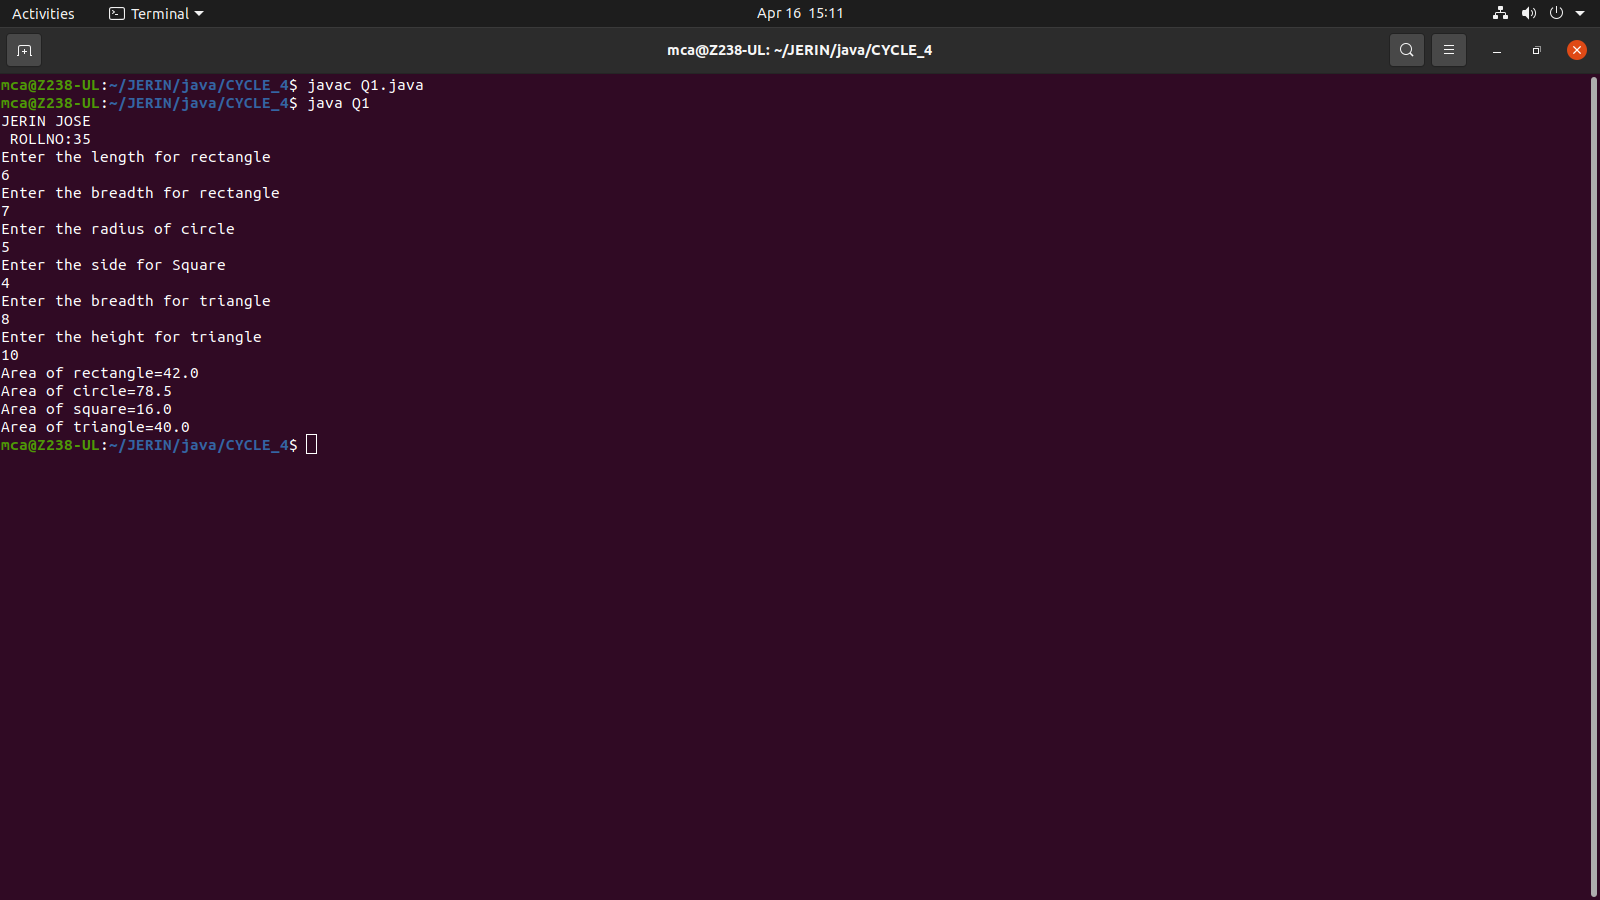 Activities Terminal Apr 16 15:11
mca@Z238-UL: ~/JERIN/java/CYCLE_4
mca@Z238-UL:~/JERIN/java/CYCLE_4$ javac Q1.java
mca@Z238-UL:~/JERIN/java/CYCLE_4$ java Q1
JERIN JOSE
 ROLLNO:35
Enter the length for rectangle
6
Enter the breadth for rectangle
7
Enter the radius of circle
5
Enter the side for Square
4
Enter the breadth for triangle
8
Enter the height for triangle
10
Area of rectangle=42.0
Area of circle=78.5
Area of square=16.0
Area of triangle=40.0
mca@Z238-UL:~/JERIN/java/CYCLE_4$